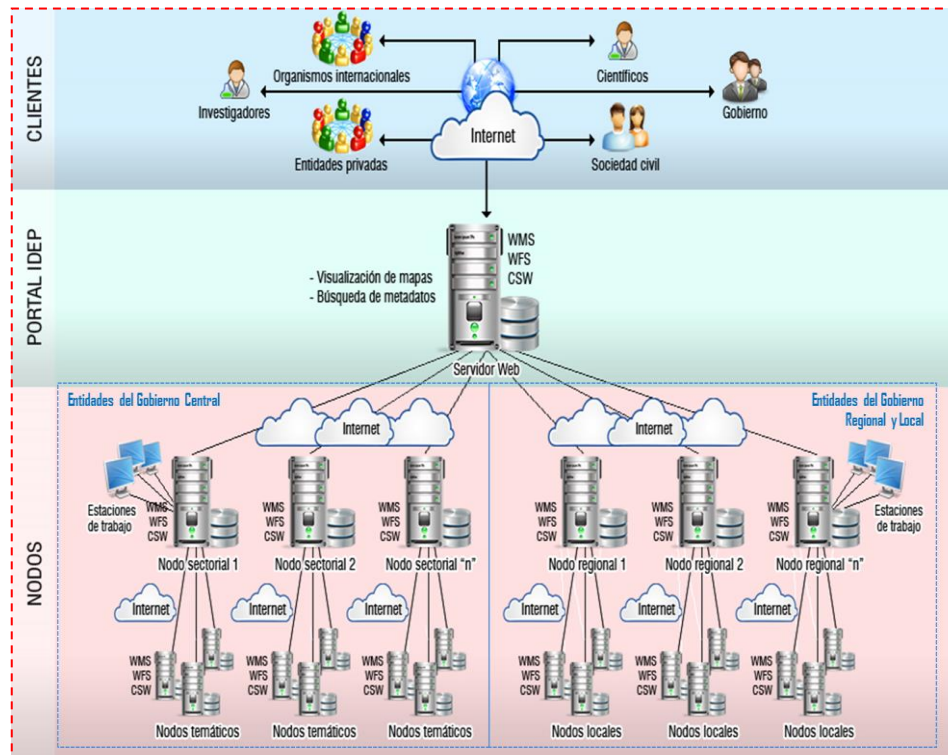 CLIENTES
Organismos internacionales
Científicos
Investigadores
Gobierno
Internet
Entidades privadas
Sociedad civil
PORTAL IDEP
- Visualización de mapas
- Búsqueda de metadatos
WMS
WFS
CSW
Servidor Web
NODOS
Entidades del Gobierno Central
Entidades del Gobierno
Regional y Local
Internet
Internet
Estaciones
de trabajo
WMS
WFS
CSW
WMS
WFS
CSW
WMS
WFS
CSW
WMS
WFS
CSW
WMS
WFS
CSW
WMS
WFS
CSW
Estaciones
de trabajo
Nodo sectorial 1
Nodo sectorial 2
Nodo sectorial "n"
Nodo regional 1
Nodo regional 2
Nodo regional "n"
Internet
Internet
Internet
Internet
Internet
Internet
WMS
WFS
CSW
WMS
WFS
CSW
WMS
WFS
CSW
WMS
WFS
CSW
WMS
WFS
CSW
WMS
WFS
CSW
Nodos temáticos
Nodos temáticos
Nodos temáticos
Nodos locales
Nodos locales
Nodos locales